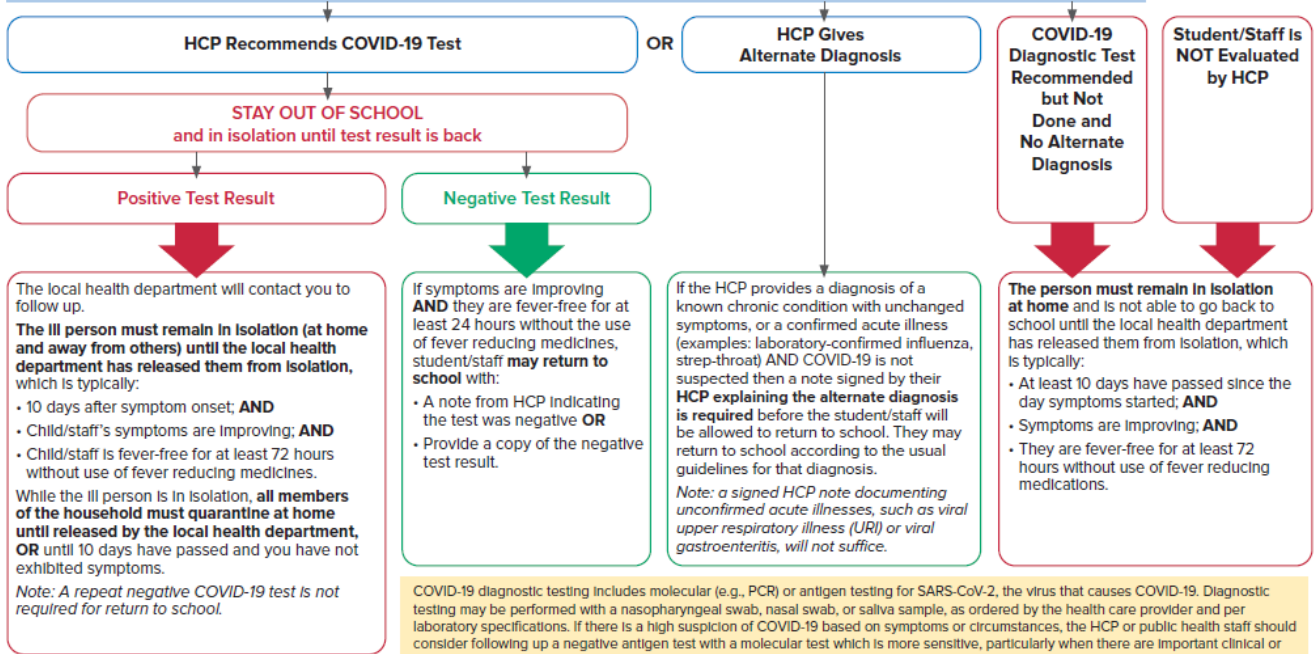 HCP Recommends COVID-19 Test
OR
HCP Gives
Alternate Diagnosis
COVID-19
Diagnostic Test
Recommended
but Not
Done and
No Alternate
Diagnosis
Student/Staff is
NOT Evaluated
by HCP
STAY OUT OF SCHOOL
and in isolation until test result is back
Positive Test Result
Negative Test Result
The local health department will contact you to
follow up.
The ill person must remain in isolation (at home
and away from others) until the local health
department has released them from isolation,
which is typically:
• 10 days after symptom onset; AND
• Child/staff's symptoms are improving; AND
• Child/staff is fever-free for at least 72 hours
without use of fever reducing medicines.
While the ill person is in isolation, all members
of the household must quarantine at home
until released by the local health department,
OR until 10 days have passed and you have not
exhibited symptoms.
Note: A repeat negative COVID-19 test is not
required for return to school.
If symptoms are improving
AND they are fever-free for at
least 24 hours without the use
of fever reducing medicines,
student/staff may return to
school with:
• A note from HCP indicating
the test was negative OR
• Provide a copy of the negative
test result.
If the HCP provides a diagnosis of a
known chronic condition with unchanged
symptoms, or a confirmed acute illness
(examples: laboratory-confirmed influenza,
strep-throat) AND COVID-19 is not
suspected then a note signed by their
HCP explaining the alternate diagnosis
is required before the student/staff will
be allowed to return to school. They may
return to school according to the usual
guidelines for that diagnosis.
Note: a signed HCP note documenting
unconfirmed acute illnesses, such as viral
upper respiratory illness (URI) or viral
gastroenteritis, will not suffice.
The person must remain in isolation
at home and is not able to go back to
school until the local health department
has released them from isolation, which
is typically:
• At least 10 days have passed since the
day symptoms started; AND
• Symptoms are improving; AND
• They are fever-free for at least 72
hours without use of fever reducing
medications.
COVID-19 diagnostic testing includes molecular (e.g., PCR) or antigen testing for SARS-CoV-2, the virus that causes COVID-19. Diagnostic
testing may be performed with a nasopharyngeal swab, nasal swab, or saliva sample, as ordered by the health care provider and per
laboratory specifications. If there is a high suspicion of COVID-19 based on symptoms or circumstances, the HCP or public health staff should
consider following up a negative antigen test with a molecular test which is more sensitive, particularly when there are important clinical or